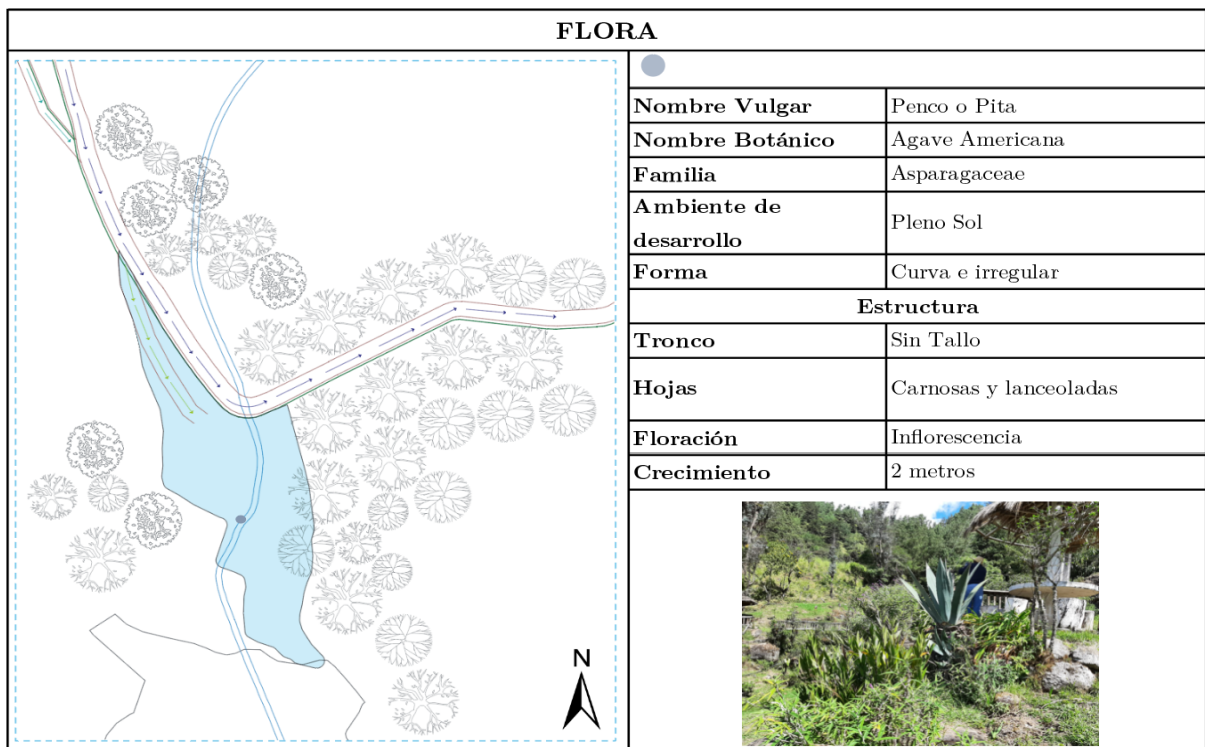 FLORA
Nombre Vulgar Penco o Pita
Nombre Botánico Agave Americana
Familia Asparagaceae
Ambiente de
desarrollo Pleno Sol
Forma Curva e irregular
Estructura
Tronco Sin Tallo
Hojas Carnosas y lanceoladas
Floración Inflorescencia
Crecimiento 2 metros
N